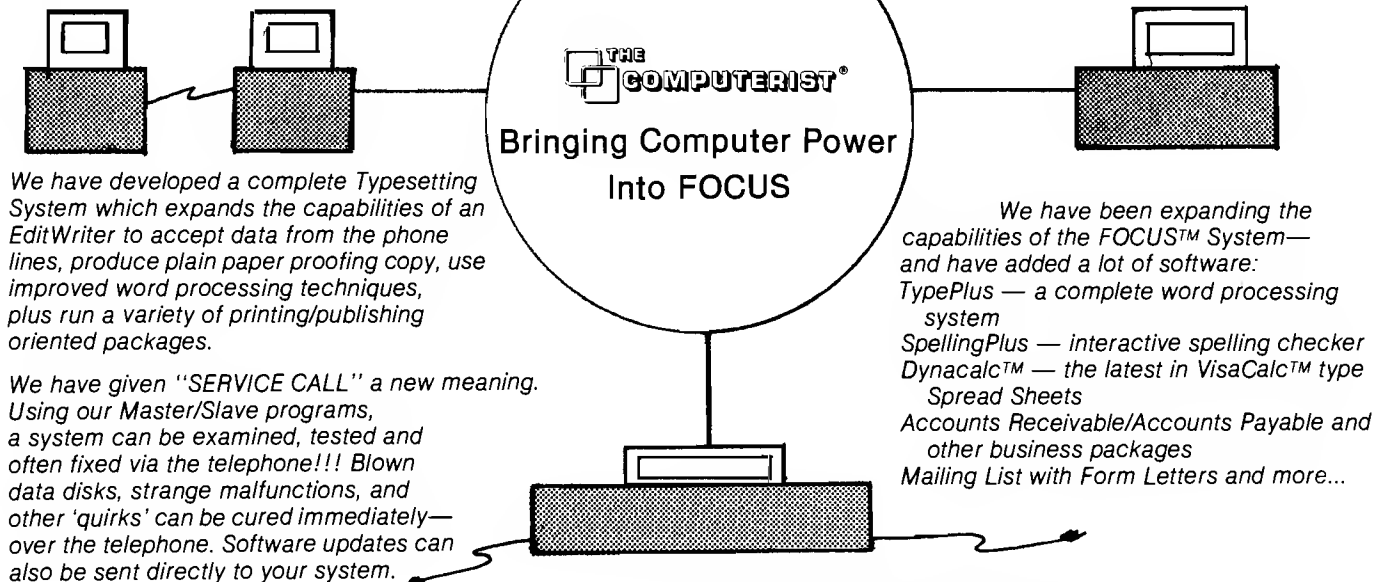 THE
COMPUTERIST®
Bringing Computer Power
Into FOCUS
We have developed a complete Typesetting
System which expands the capabilities of an
EditWriter to accept data from the phone
lines, produce plain paper proofing copy, use
improved word processing techniques,
plus run a variety of printing/publishing
oriented packages.
We have given "SERVICE CALL" a new meaning.
Using our Master/Slave programs,
a system can be examined, tested and
often fixed via the telephone!!! Blown
data disks, strange malfunctions, and
other 'quirks' can be cured immediately—
over the telephone. Software updates can
also be sent directly to your system.
We have been expanding the
capabilities of the FOCUS™ System—
and have added a lot of software:
TypePlus — a complete word processing
system
SpellingPlus — interactive spelling checker
Dynacalc™ — the latest in VisaCalc™ type
Spread Sheets
Accounts Receivable/Accounts Payable and
other business packages
Mailing List with Form Letters and more...